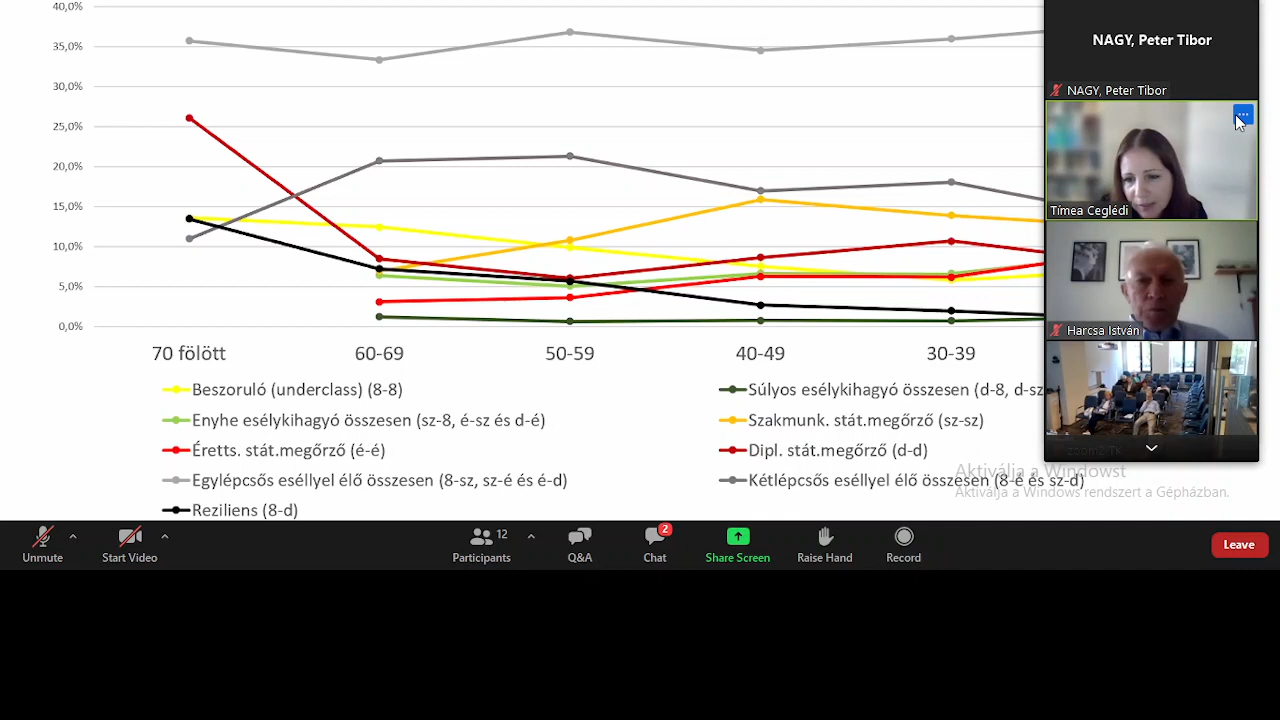 40,0%
35,0%
30,0%
25,0%
20,0%
15,0%
10,0%
5,0%
0,0%
70 fölött 60-69 50-59 40-49 30-39
Beszoruló (underclass) (8-8)
Súlyos esélykihagyó összesen (d-8, d-sz
Enyhe esélykihagyó összesen (sz-8, é-sz és d-é)
Szakmunk. stát.megőrző (sz-sz)
Éretts. stát.megőrző (é-é)
Dipl. stát.megőrző (d-d)
Egylépcsős eséllyel élő összesen (8-sz, sz-é és é-d)
Kétlépcsős eséllyel élő összesen (8-é és sz-d)
Reziliens (8-d)
NAGY, Peter Tibor
NAGY, Peter Tibor
Tímea Ceglédi
Harcsa István
Aktiválja a Windowst
Aktiválja a Windows rendszert a Gépházban.
Unmute
Start Video
12
Participants
Q&A
2
Chat
Share Screen
Raise Hand
Record
Leave